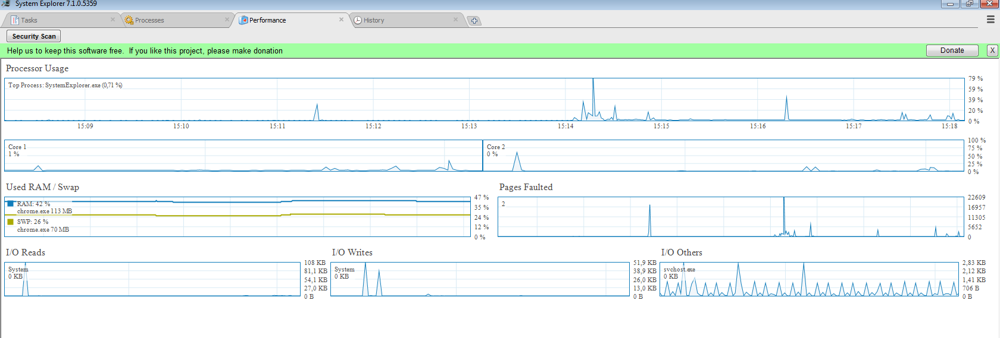 System Explorer 7.1.0.5359
Tasks
Processes
Performance
History
Security Scan
Help us to keep this software free.  If you like this project, please make donation
Donate
X
Processor Usage
Top Process: SystemExplorer.exe (0,71 %)
79 %
59 %
39 %
20 %
0 %
15:09
15:10
15:11
15:12
15:13
15:14
15:15
15:16
15:17
15:18
Core 1
1 %
Core 2
0 %
100 %
75 %
50 %
25 %
0 %
Used RAM / Swap
RAM: 42 %
chrome.exe 113 MB
SWP: 26 %
chrome.exe 70 MB
47 %
35 %
24 %
12 %
0 %
Pages Faulted
2
22609
16957
11305
5652
0
I/O Reads
System
0 KB
108 KB
81,1 KB
54,1 KB
27,0 KB
0 B
I/O Writes
System
0 KB
51,9 KB
38,9 KB
26,0 KB
13,0 KB
0 B
I/O Others
svchost.exe
0 KB
2,83 KB
2,12 KB
1,41 KB
706 B
0 B